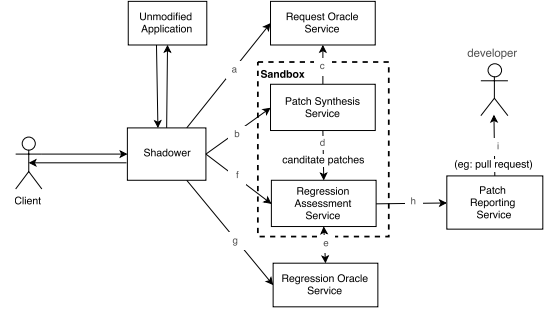 Unmodified
Application
Request Oracle
Service
a
c
developer
Sandbox
Patch Synthesis
Service
b
d
Shadower
canditate patches
i
(eg: pull request)
f
Client
Regression
Assessment
Service
h
Patch
Reporting
Service
g
e
Regression Oracle
Service